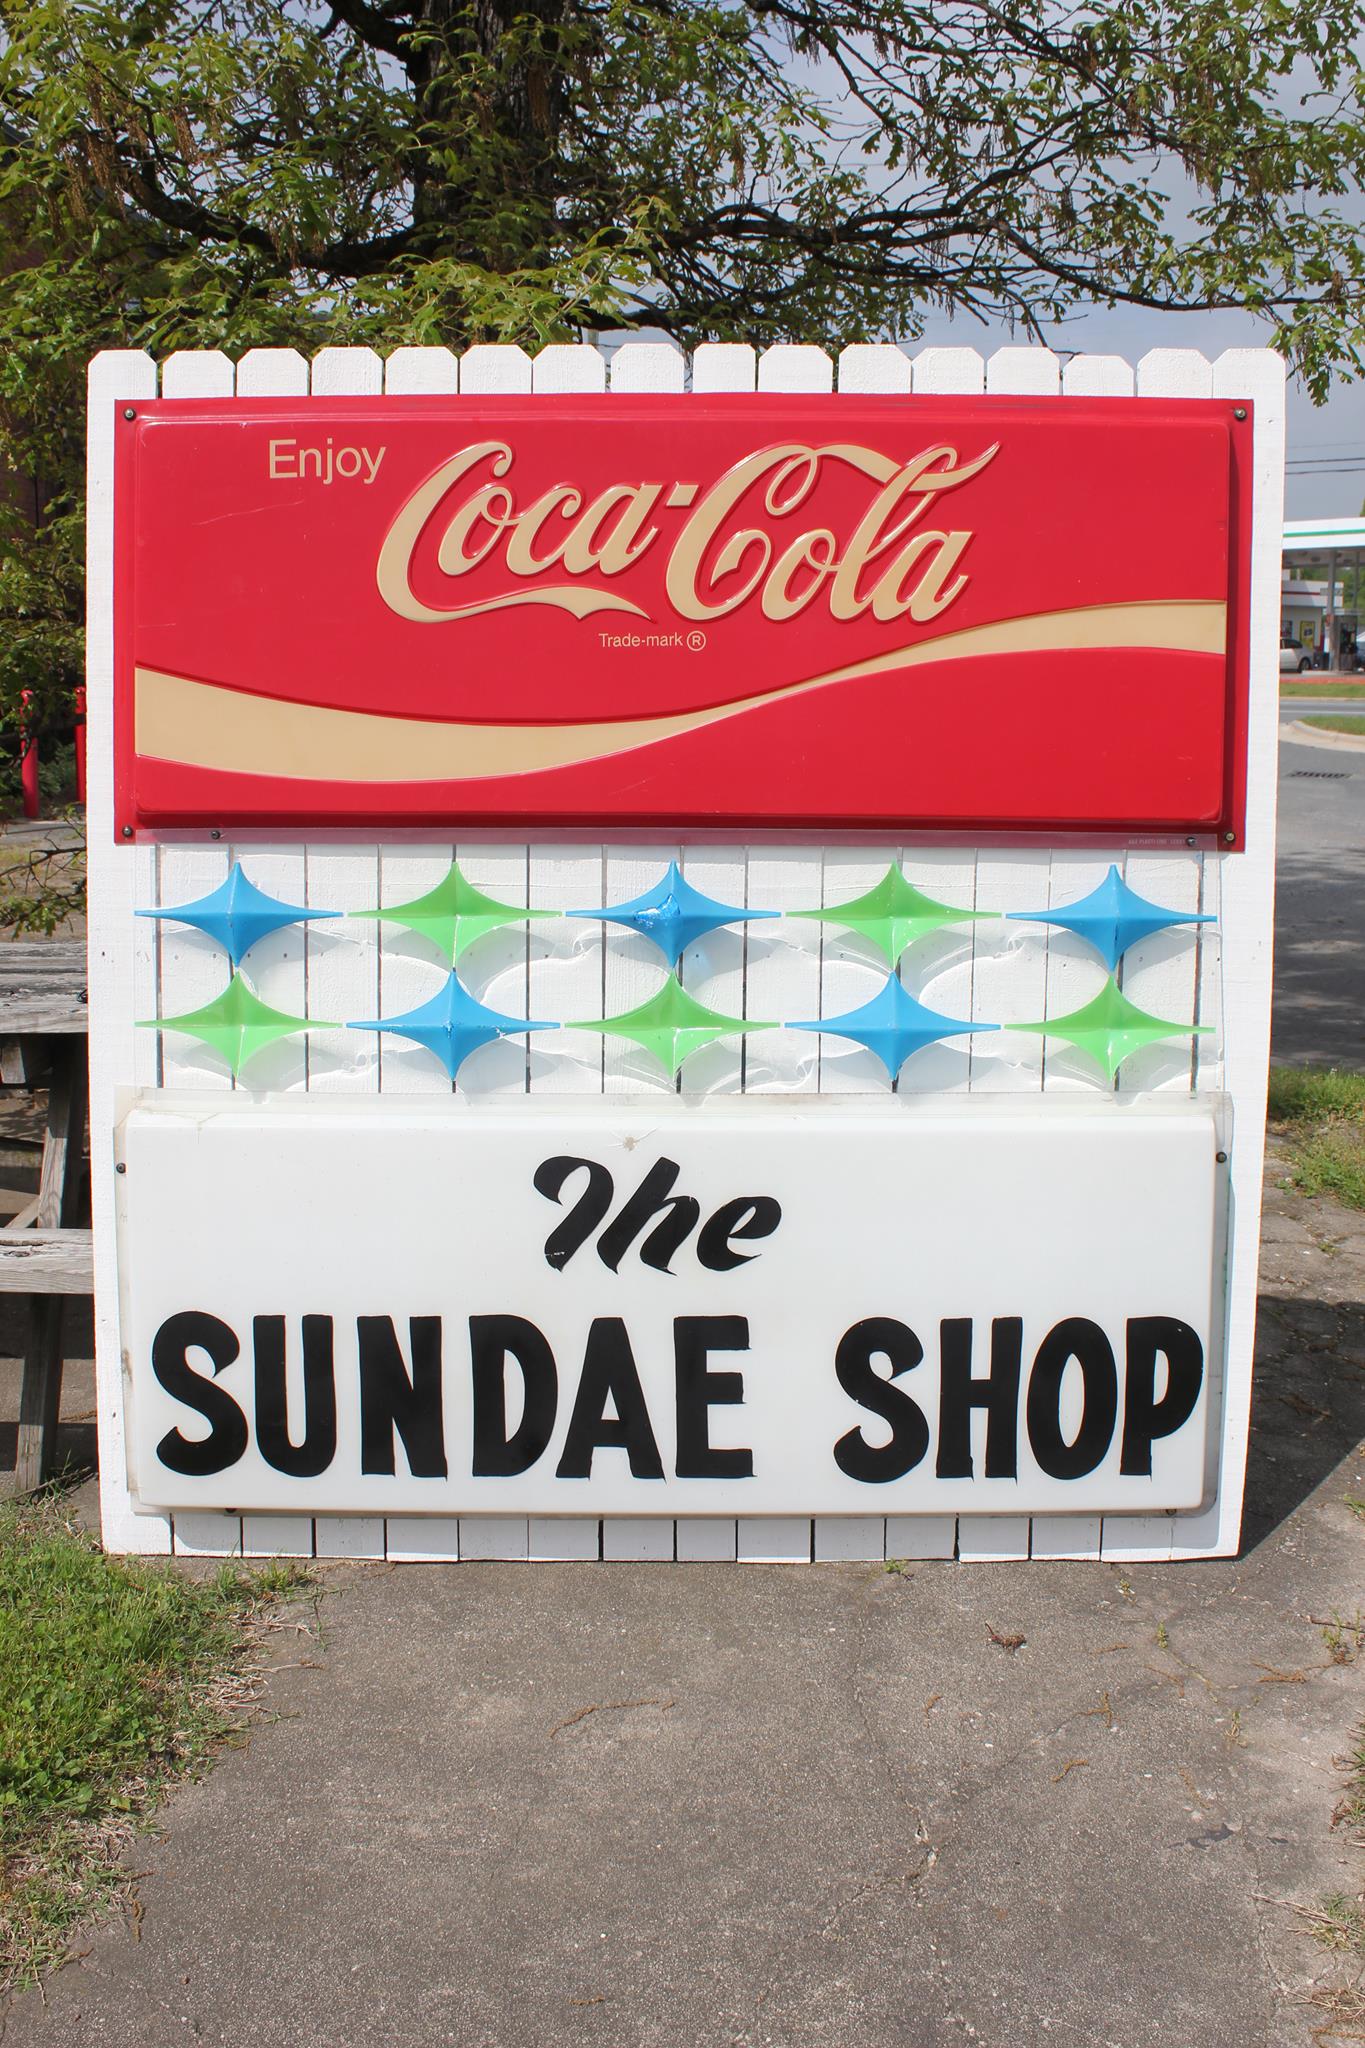 Enjoy Coca-Cola
Trade-mark ®
The
SUNDAE SHOP